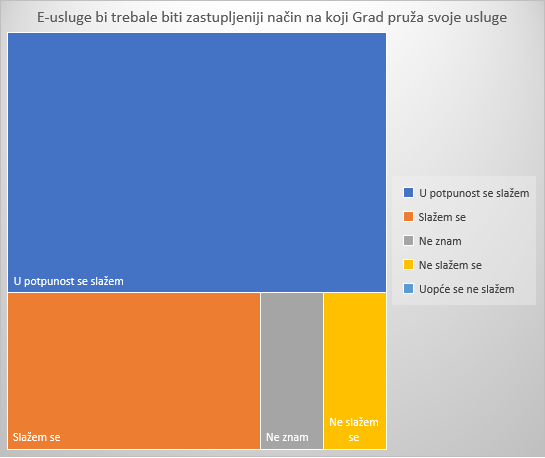 E-usluge bi trebale biti zastupljeniji način na koji Grad pruža svoje usluge
U potpunost se slažem
Slažem se
Ne znam
Ne slažem
se
U potpunost se slažem
Slažem se
Ne znam
Ne slažem se
Uopće se ne slažem